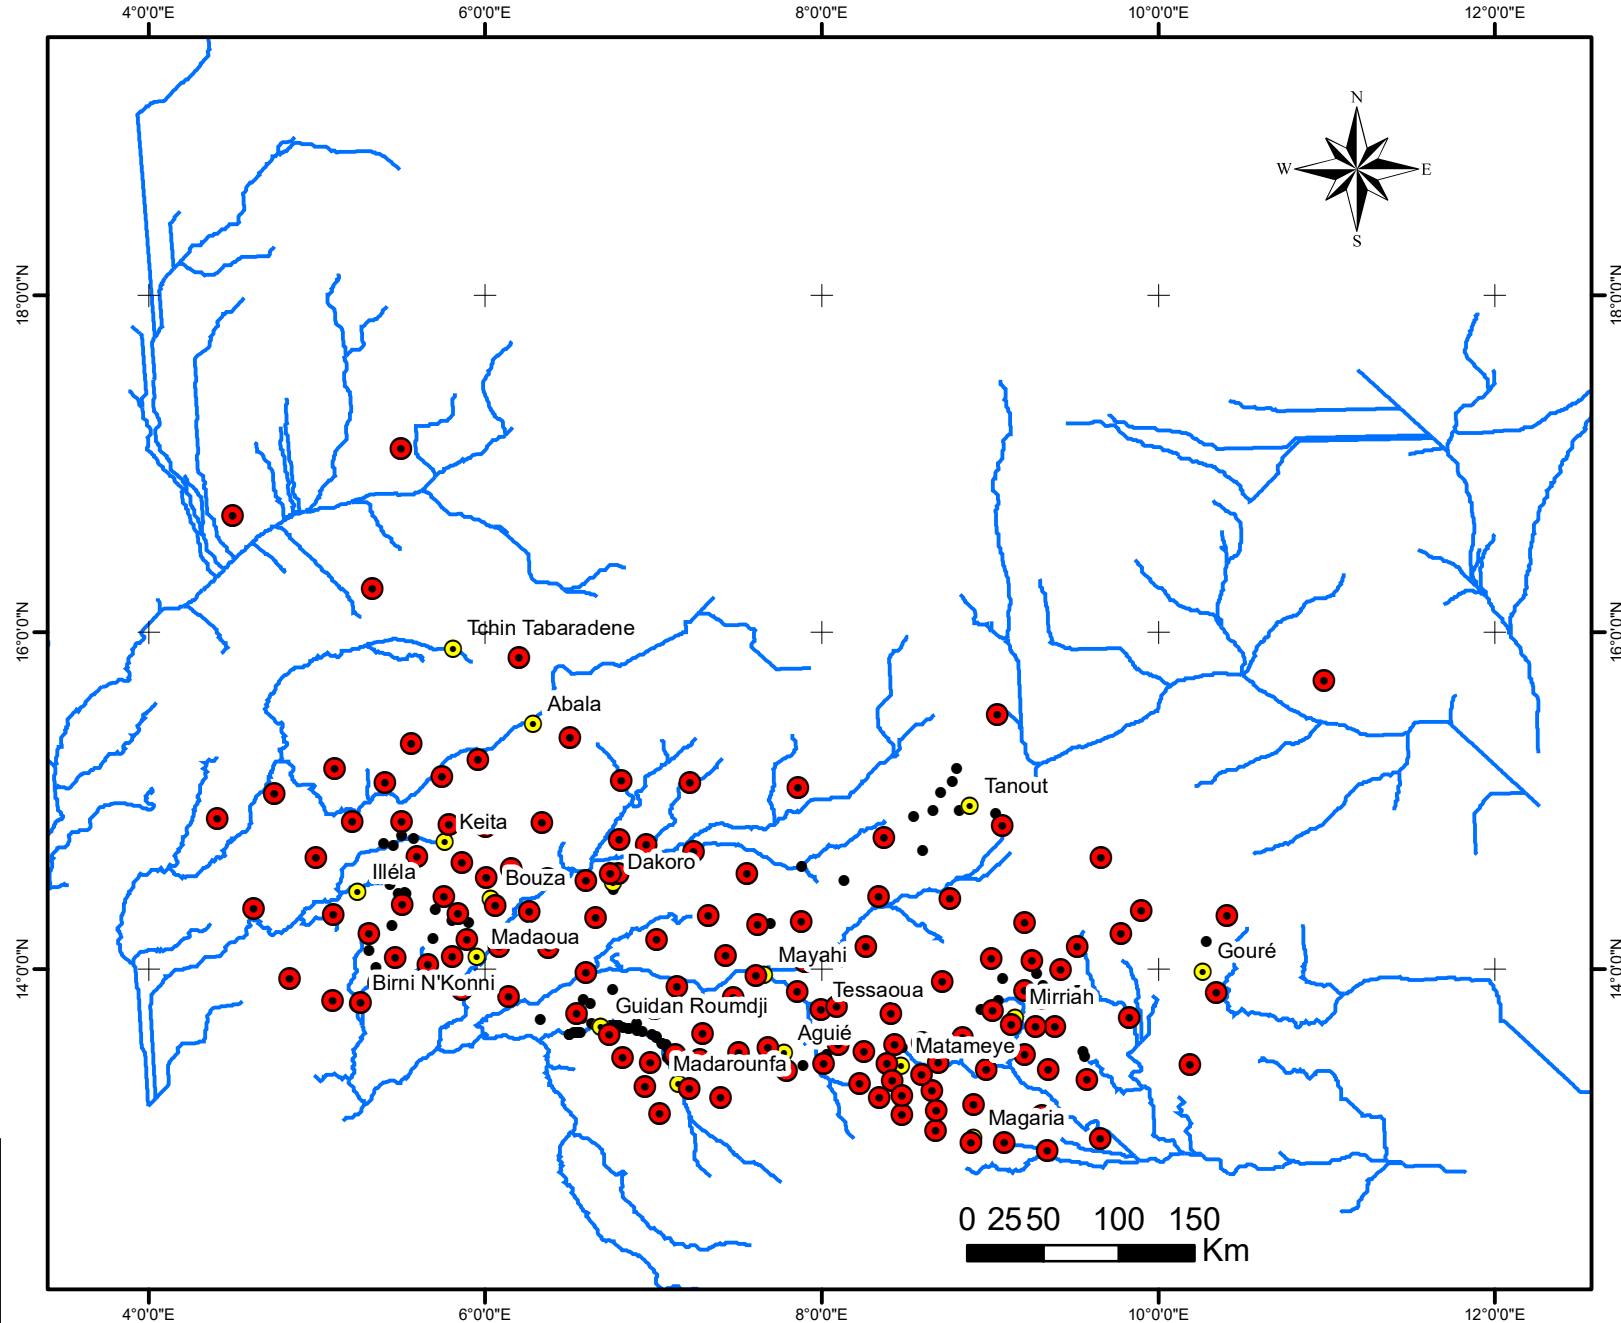 4°0'0"E 6°0'0"E 8°0'0"E 10°0'0"E 12°0'0"E
N
W E
S
18°0'0"N 18°0'0"N
16°0'0"N 16°0'0"N
Tchin Tabaradene
Abala
Tanout
Keita
Dakoro
Illéla
Bouza
Madaoua
Gouré
Mayahi
14°0'0"N 14°0'0"N
Birni N'Konni
Tessaoua
Mirriah
Guidan Roumdji
Aguié
Matameye
Madarounfa
Magaria
0 25 50 100 150
Km
4°0'0"E 6°0'0"E 8°0'0"E 10°0'0"E 12°0'0"E